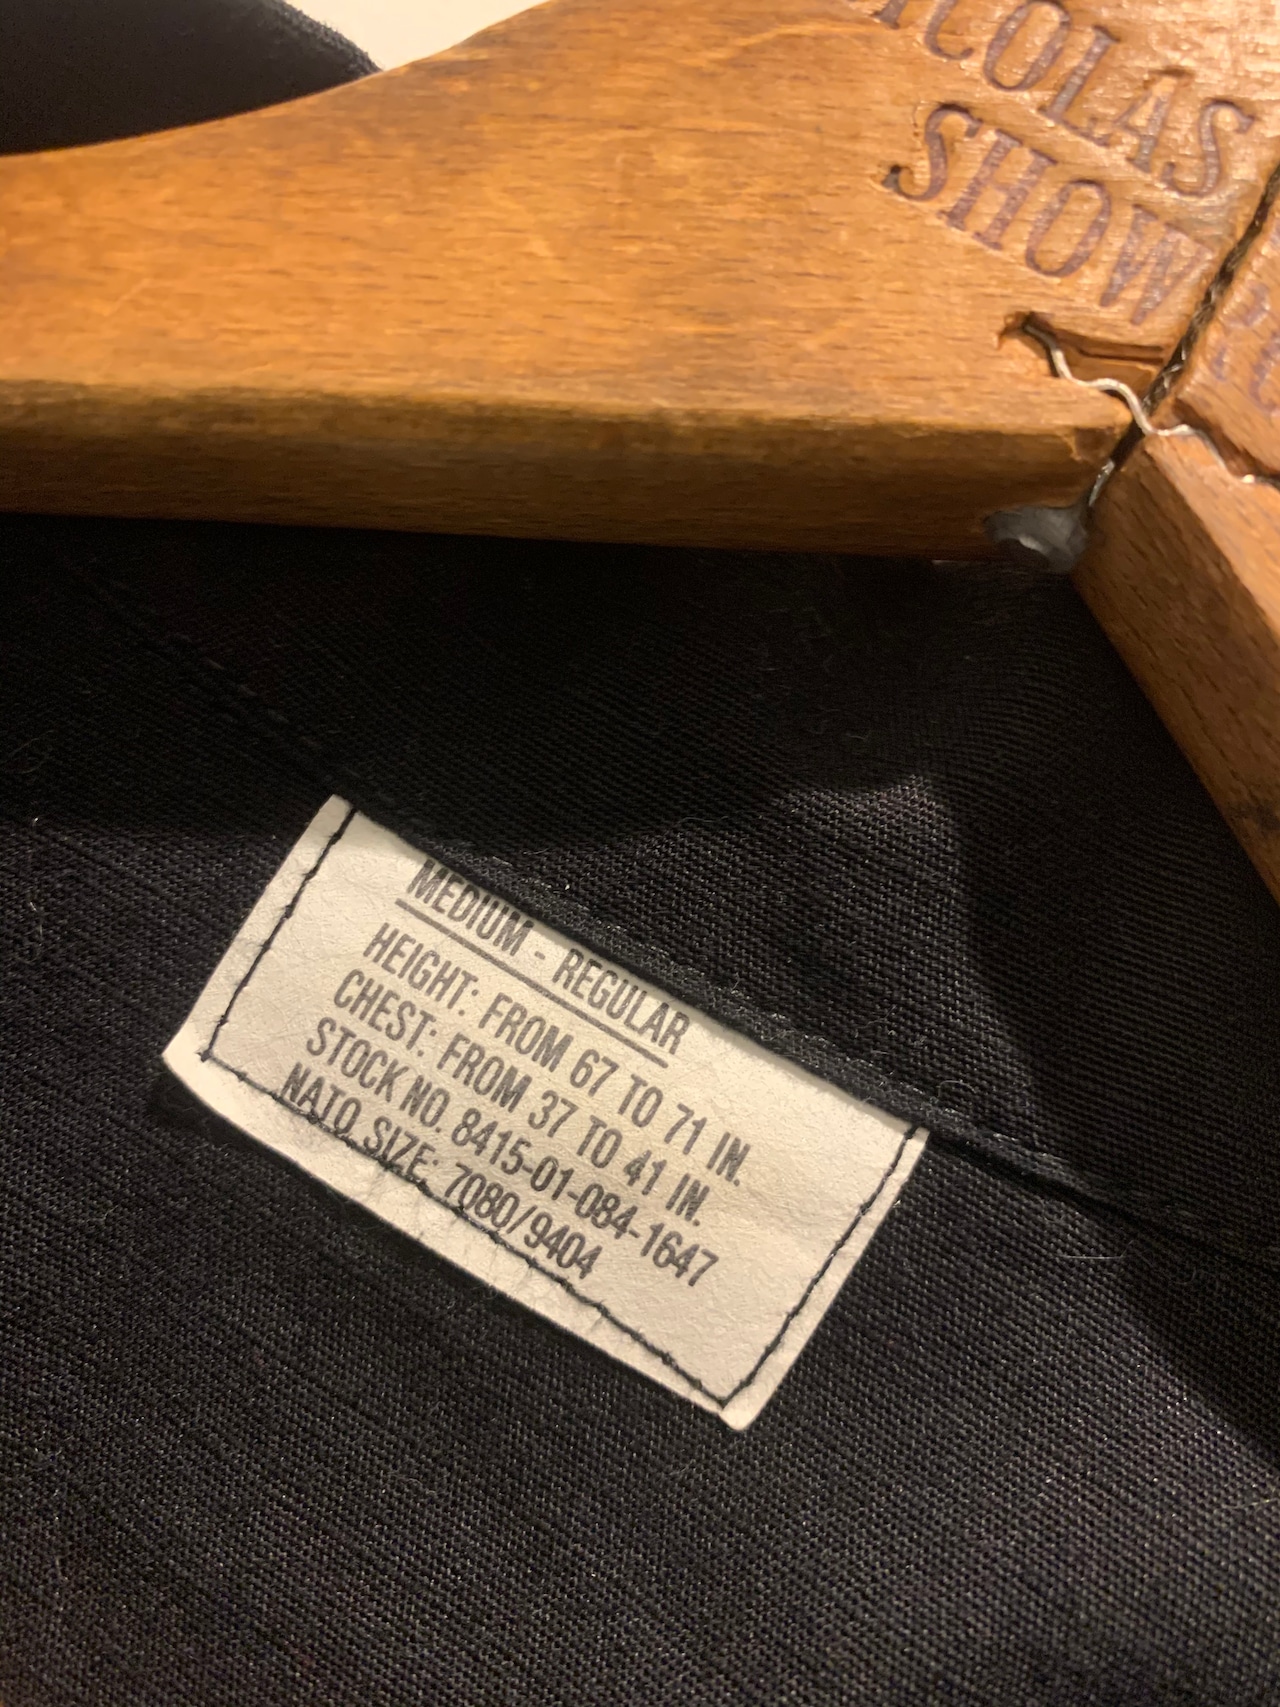 ICOLAS
SHOW
MEDIUM - REGULAR
HEIGHT: FROM 67 TO 71 IN.
CHEST: FROM 37 TO 41 IN.
STOCK NO. 8415-01-084-1647
NATO SIZE: 7080/9404